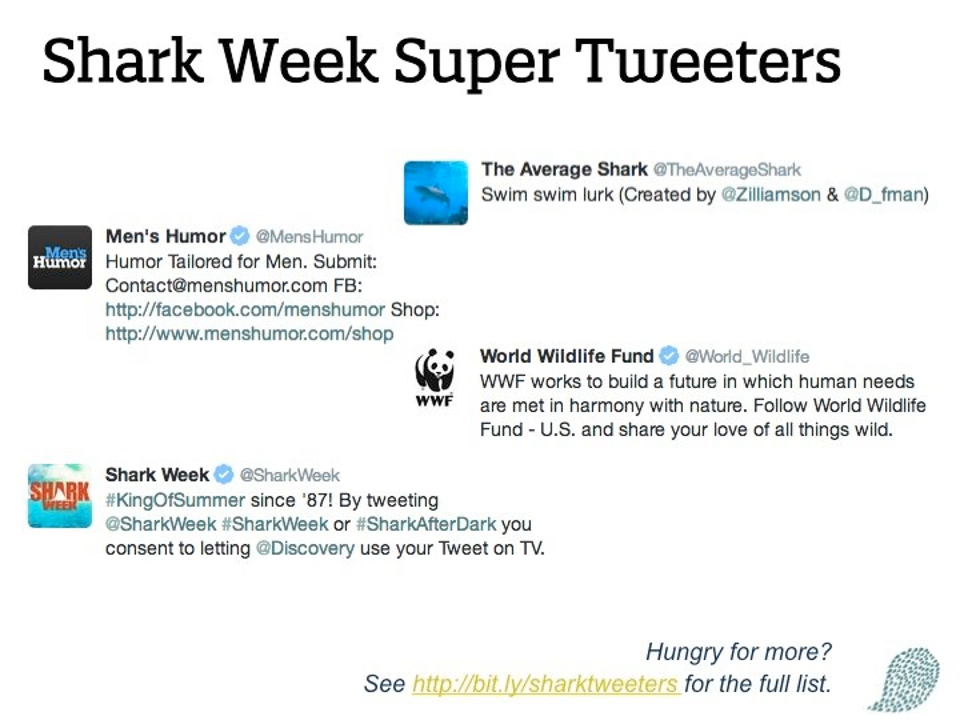 Shark Week Super Tweeters
The Average Shark @TheAverageShark
Swim swim lurk (Created by @Zilliamson & @D_fman)
Men's Humor @MensHumor
Men's
Humor
Humor Tailored for Men. Submit:
Contact@menshumor.com FB:
http://facebook.com/menshumor Shop:
http://www.menshumor.com/shop
World Wildlife Fund @World_Wildlife
WWF works to build a future in which human needs
are met in harmony with nature. Follow World Wildlife
Fund - U.S. and share your love of all things wild.
WWF
Shark Week @SharkWeek
SHARK
WEEK
#KingOfSummer since '87! By tweeting
@SharkWeek #SharkWeek or #SharkAfterDark you
consent to letting @Discovery use your Tweet on TV.
Hungry for more?
See http://bit.ly/sharktweeters for the full list.